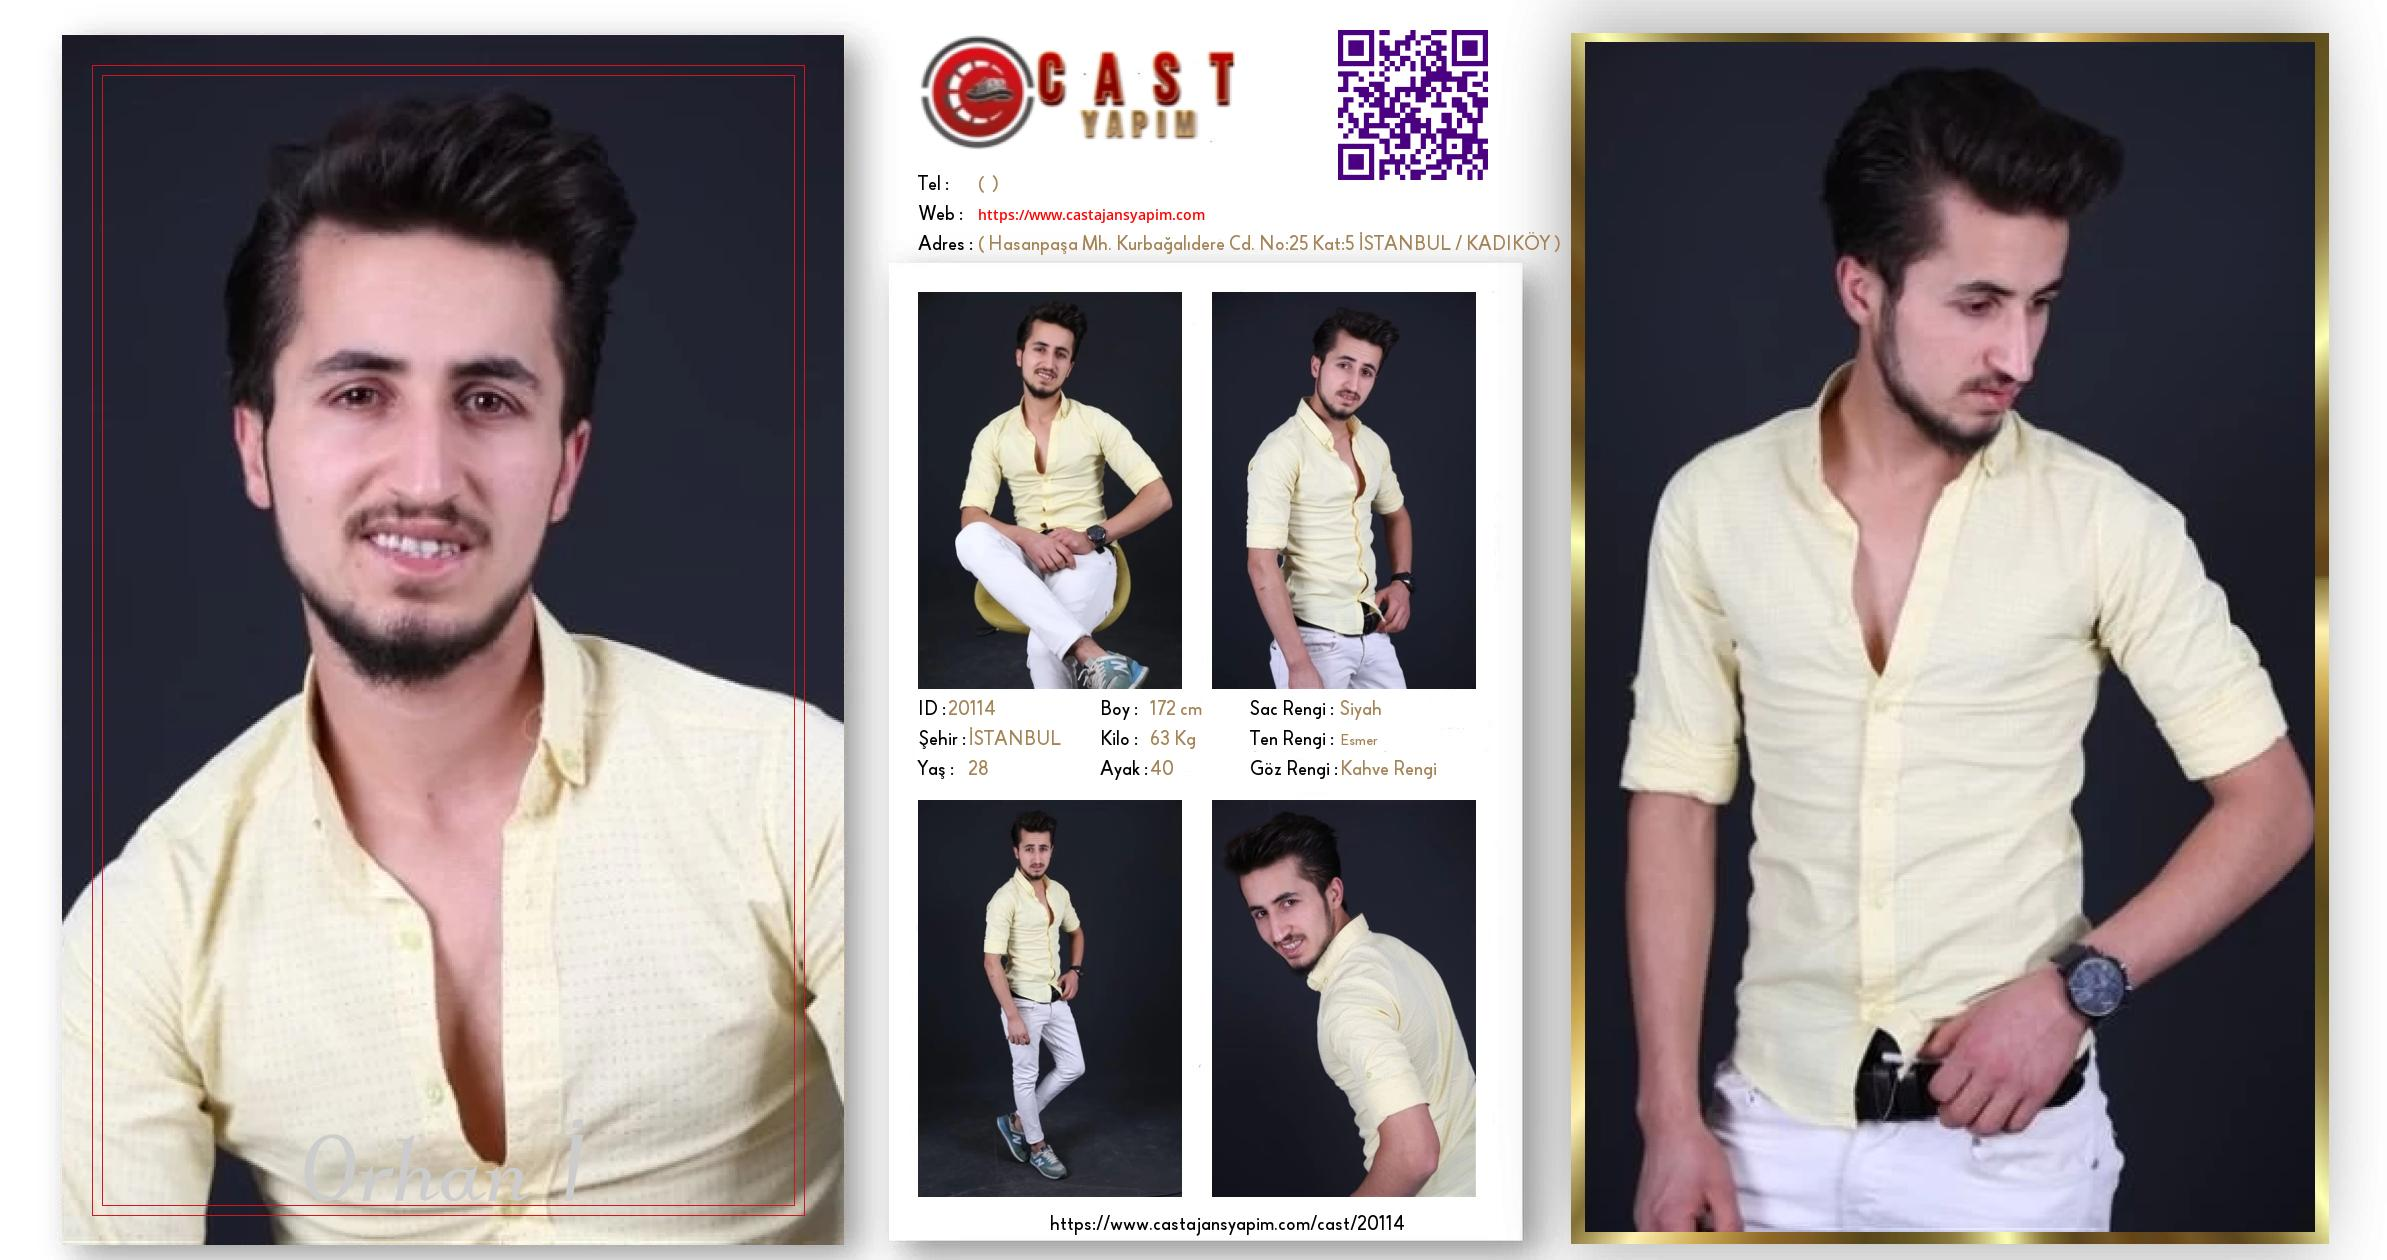 CAST
YAPIM
Tel : ( )
Web : https://www.castajansyapim.com
Adres : ( Hasanpaşa Mh. Kurbağalıdere Cd. No:25 Kat:5 İSTANBUL / KADIKÖY )
ID : 20114 Boy : 172 cm Sac Rengi : Siyah
Şehir : İSTANBUL Kilo : 63 Kg Ten Rengi : Esmer
Yaş : 28 Ayak : 40 Göz Rengi : Kahve Rengi
Orhan İ
https://www.castajansyapim.com/cast/20114